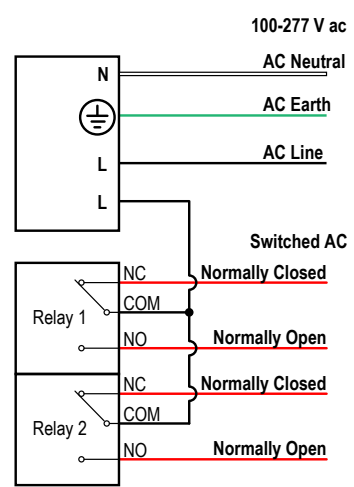 100-277 V ac
N AC Neutral
AC Earth
L AC Line
L
Switched AC
NC Normally Closed
COM
Relay 1
NO Normally Open
NC Normally Closed
COM
Relay 2
NO Normally Open